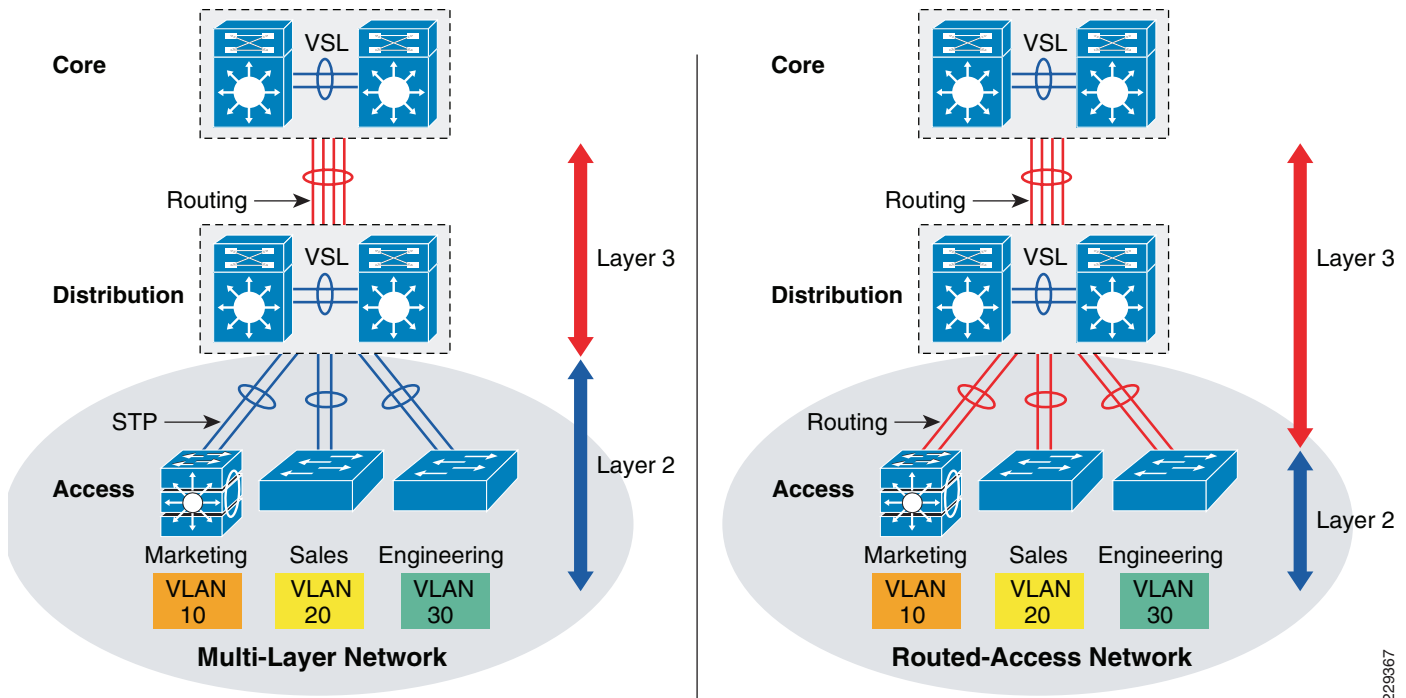 Core
VSL
Routing
VSL
Layer 3
Distribution
STP
Layer 2
Access
Marketing
Sales
Engineering
VLAN
10
VLAN
20
VLAN
30
Multi-Layer Network
Core
VSL
Routing
VSL
Layer 3
Distribution
Routing
Access
Layer 2
Marketing
Sales
Engineering
VLAN
10
VLAN
20
VLAN
30
Routed-Access Network
229367